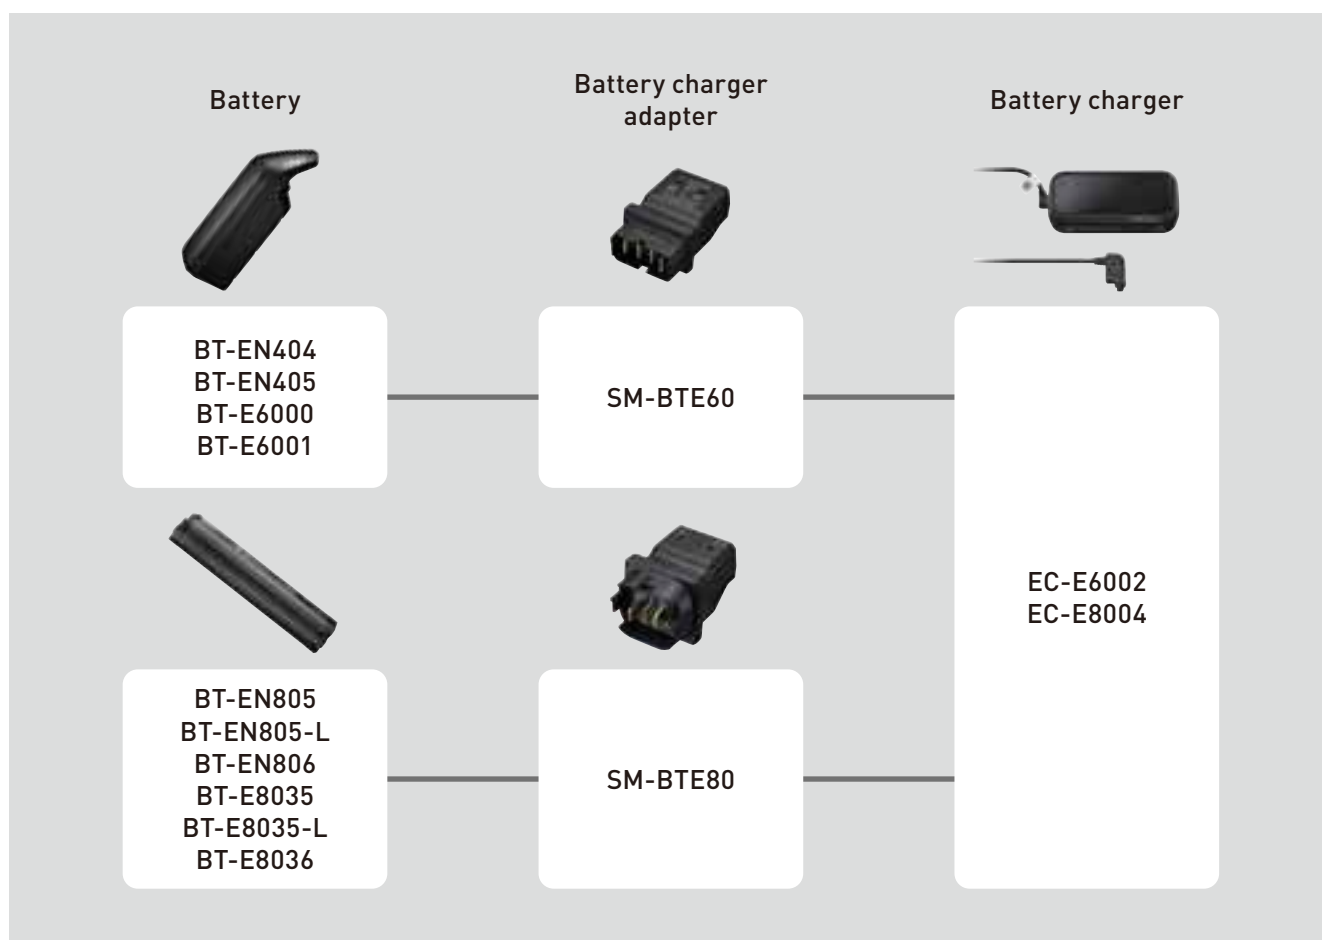 Battery
Battery charger
adapter
Battery charger
BT-EN404
BT-EN405
BT-E6000
BT-E6001
SM-BTE60
EC-E6002
EC-E8004
BT-EN805
BT-EN805-L
BT-EN806
BT-E8035
BT-E8035-L
BT-E8036
SM-BTE80